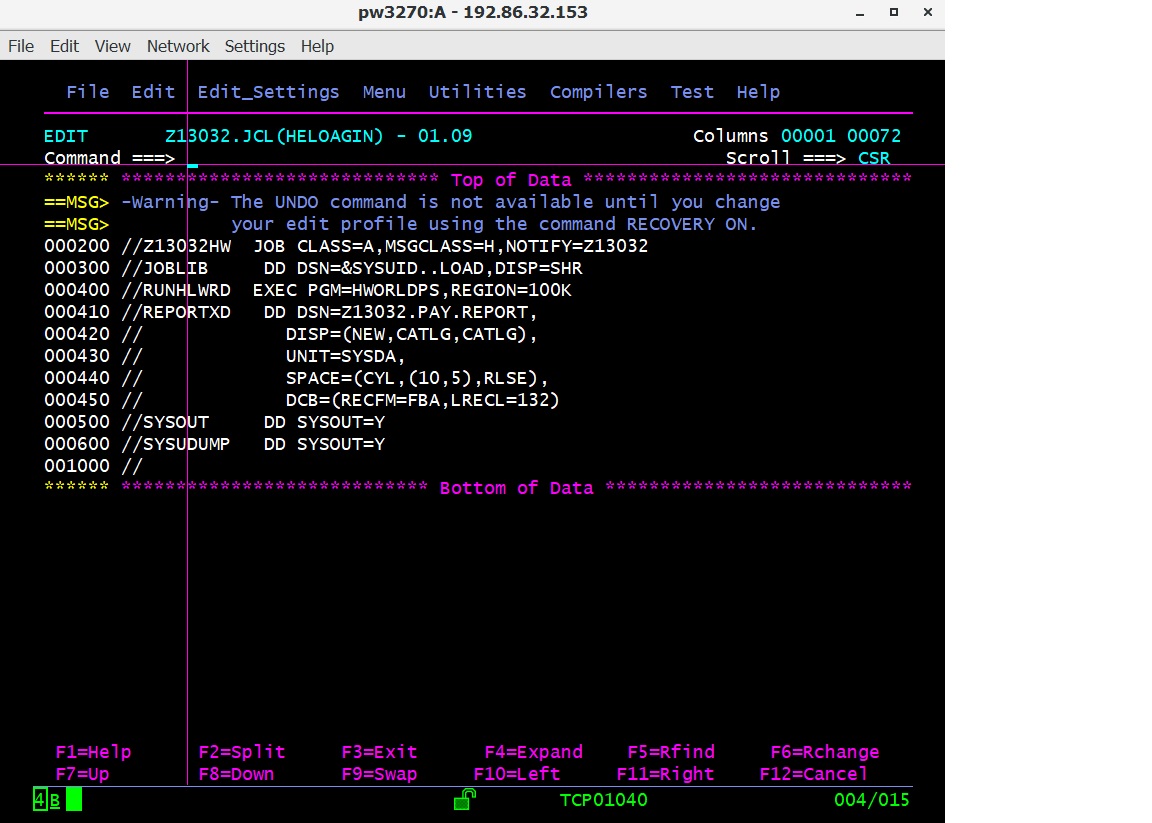 pw3270:A - 192.86.32.153
File Edit View Network Settings Help
File Edit Edit_Settings Menu Utilities Compilers Test Help
EDIT Z13032.JCL(HELOAGIN) - 01.09 Columns 00001 00072
Command ===> Scroll ===> CSR
****** ***************************** Top of Data ******************************
==MSG> -Warning- The UNDO command is not available until you change
==MSG> your edit profile using the command RECOVERY ON.
000200 //Z13032HW  JOB CLASS=A,MSGCLASS=H,NOTIFY=Z13032
000300 //JOBLIB     DD DSN=&SYSUID..LOAD,DISP=SHR
000400 //RUNHLWRD  EXEC PGM=HWORLDPS,REGION=100K
000410 //REPORTXD   DD DSN=Z13032.PAY.REPORT,
000420 //             DISP=(NEW,CATLG,CATLG),
000430 //             UNIT=SYSDA,
000440 //             SPACE=(CYL,(10,5),RLSE),
000450 //             DCB=(RECFM=FBA,LRECL=132)
000500 //SYSOUT     DD SYSOUT=Y
000600 //SYSUDUMP   DD SYSOUT=Y
001000 //
****** **************************** Bottom of Data ****************************
F1=Help F2=Split F3=Exit F4=Expand F5=Rfind F6=Rchange
F7=Up F8=Down F9=Swap F10=Left F11=Right F12=Cancel
4 B TCP01040 004/015